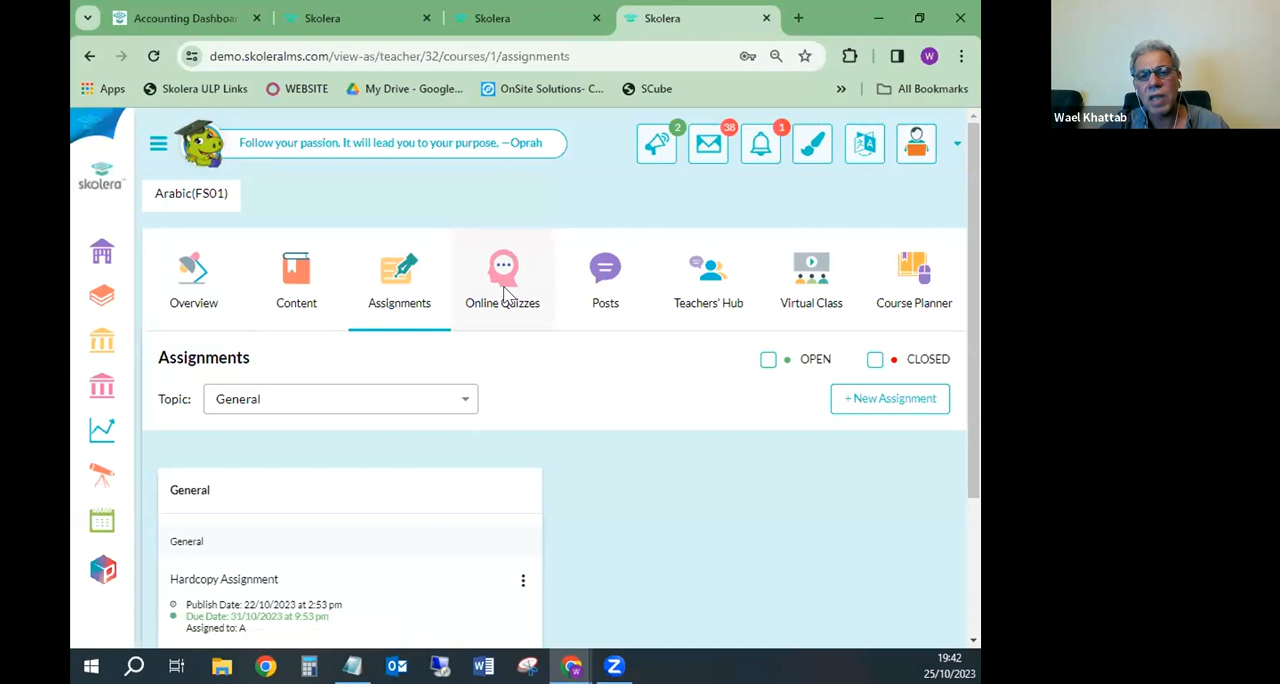 Accounting Dashboar
Skolera
Skolera
Skolera
demo.skoleralms.com/view-as/teacher/32/courses/1/assignments
W
Apps
Skolera ULP Links
WEBSITE
My Drive - Google...
OnSite Solutions- C...
SCube
»
All Bookmarks
Wael Khattab
skolera
Follow your passion. It will lead you to your purpose. —Oprah
2
38
1
Arabic(FS01)
Overview
Content
Assignments
Online Quizzes
Posts
Teachers' Hub
Virtual Class
Course Planner
Assignments
OPEN
CLOSED
Topic:
General
+ New Assignment
General
General
Hardcopy Assignment
Publish Date: 22/10/2023 at 2:53 pm
Due Date: 31/10/2023 at 9:53 pm
Assigned to: A
19:42
25/10/2023